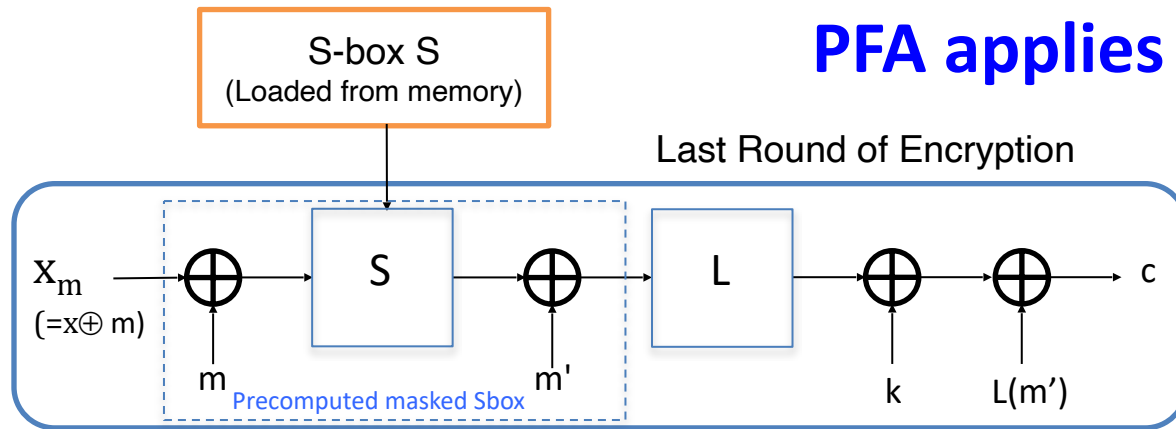 PFA applies
S-box S
(Loaded from memory)
Last Round of Encryption
S
L
Xₘ
(=x⊕ m)
c
m
m'
k
L(m’)
Precomputed masked Sbox